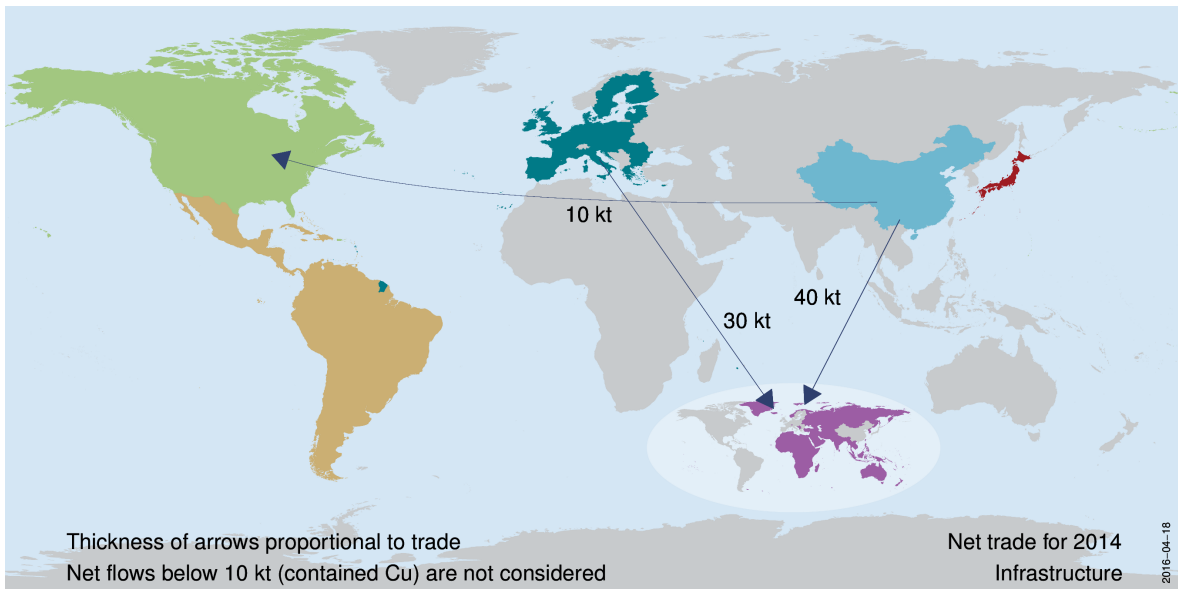 10 kt
40 kt
30 kt
Thickness of arrows proportional to trade
Net flows below 10 kt (contained Cu) are not considered
Net trade for 2014
Infrastructure
2016−04−18